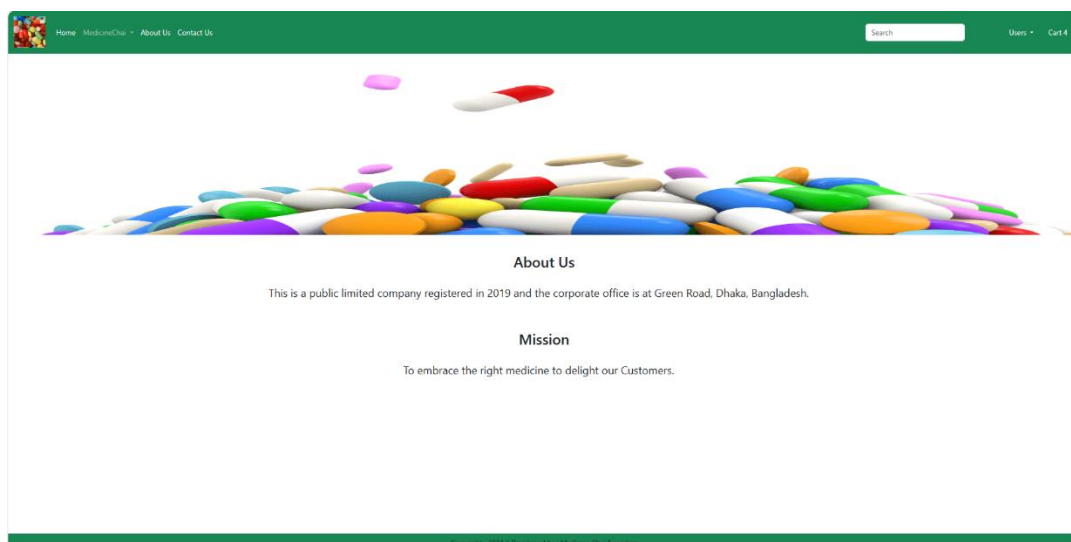 Home MedicineChai About Us Contact Us Search Users Cart 4
About Us
This is a public limited company registered in 2019 and the corporate office is at Green Road, Dhaka, Bangladesh.
Mission
To embrace the right medicine to delight our Customers.